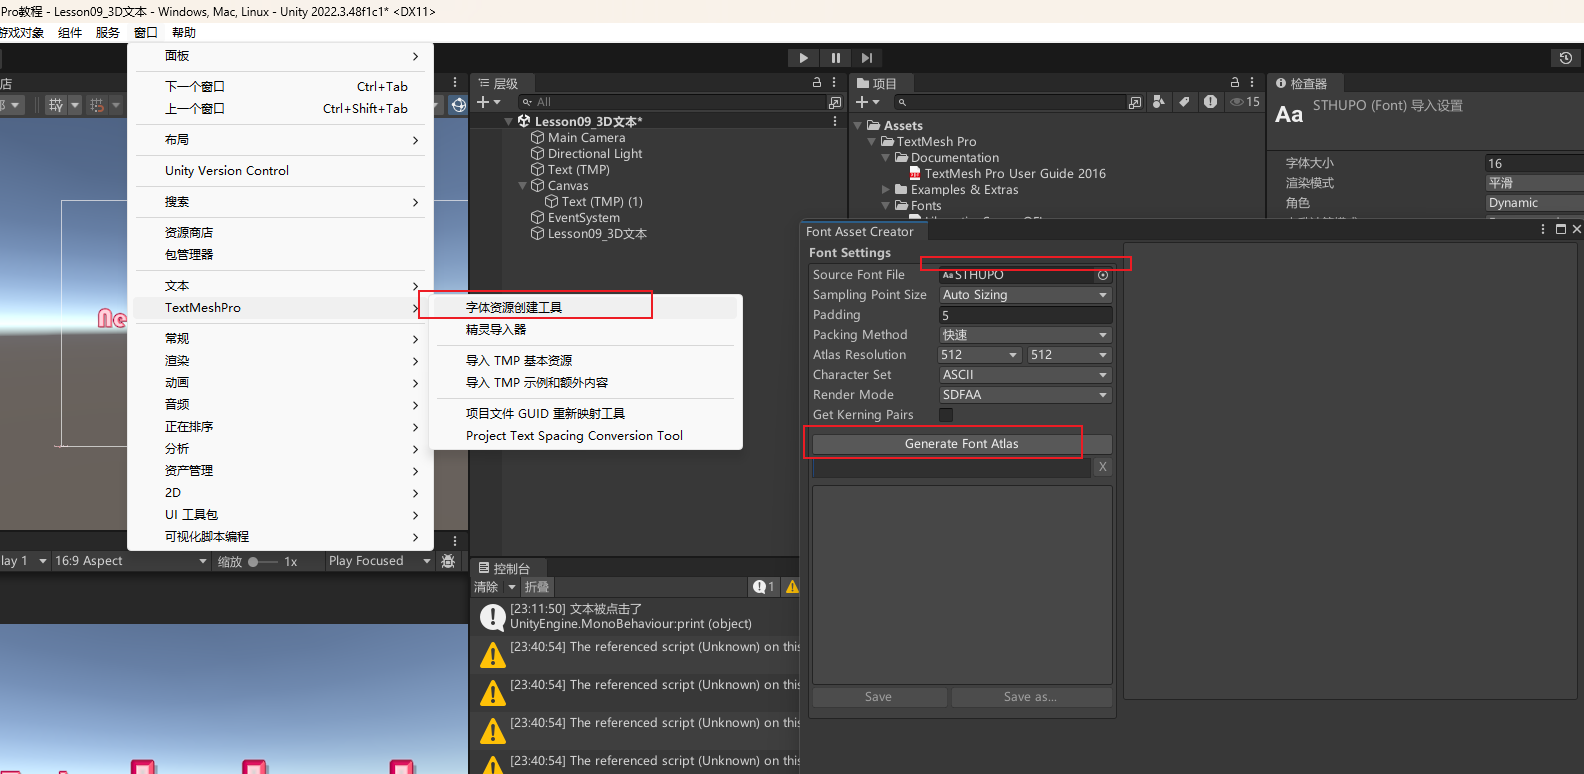 Pro教程 - Lesson09_3D文本 - Windows, Mac, Linux - Unity 2022.3.48f1c1* <DX11>
游戏对象 组件 服务 窗口 帮助
面板
下一个窗口 Ctrl+Tab
上一个窗口 Ctrl+Shift+Tab
布局
Unity Version Control
搜索
资源商店
包管理器
文本
TextMeshPro
常规
渲染
动画
音频
正在排序
分析
资产管理
2D
UI 工具包
可视化脚本编程
字体资源创建工具
精灵导入器
导入 TMP 基本资源
导入 TMP 示例和额外内容
项目文件 GUID 重新映射工具
Project Text Spacing Conversion Tool
店
Ne
lay 1 16:9 Aspect 缩放 1x Play Focused
层级
All
Lesson09_3D文本*
Main Camera
Directional Light
Text (TMP)
Canvas
Text (TMP) (1)
EventSystem
Lesson09_3D文本
项目
15
Assets
TextMesh Pro
Documentation
TextMesh Pro User Guide 2016
Examples & Extras
Fonts
检查器
Aa STHUPO (Font) 导入设置
字体大小 16
渲染模式 平滑
角色 Dynamic
Font Asset Creator
Font Settings
Source Font File Aa STHUPO
Sampling Point Size Auto Sizing
Padding 5
Packing Method 快速
Atlas Resolution 512 512
Character Set ASCII
Render Mode SDFAA
Get Kerning Pairs
Generate Font Atlas
X
Save Save as...
控制台
清除 折叠 1
[23:11:50] 文本被点击了
UnityEngine.MonoBehaviour:print (object)
[23:40:54] The referenced script (Unknown) on this
[23:40:54] The referenced script (Unknown) on this
[23:40:54] The referenced script (Unknown) on this
[23:40:54] The referenced script (Unknown) on this